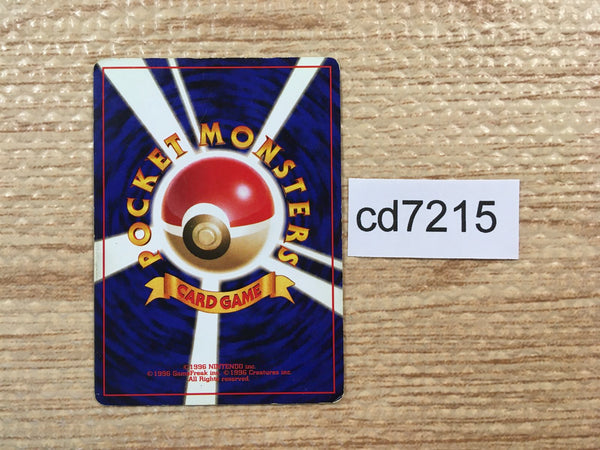 POCKET MONSTERS
CARD GAME
©1996 NINTENDO inc.
©1996 GameFreak inc. ©1996 Creatures inc.
All Rights reserved.
cd7215